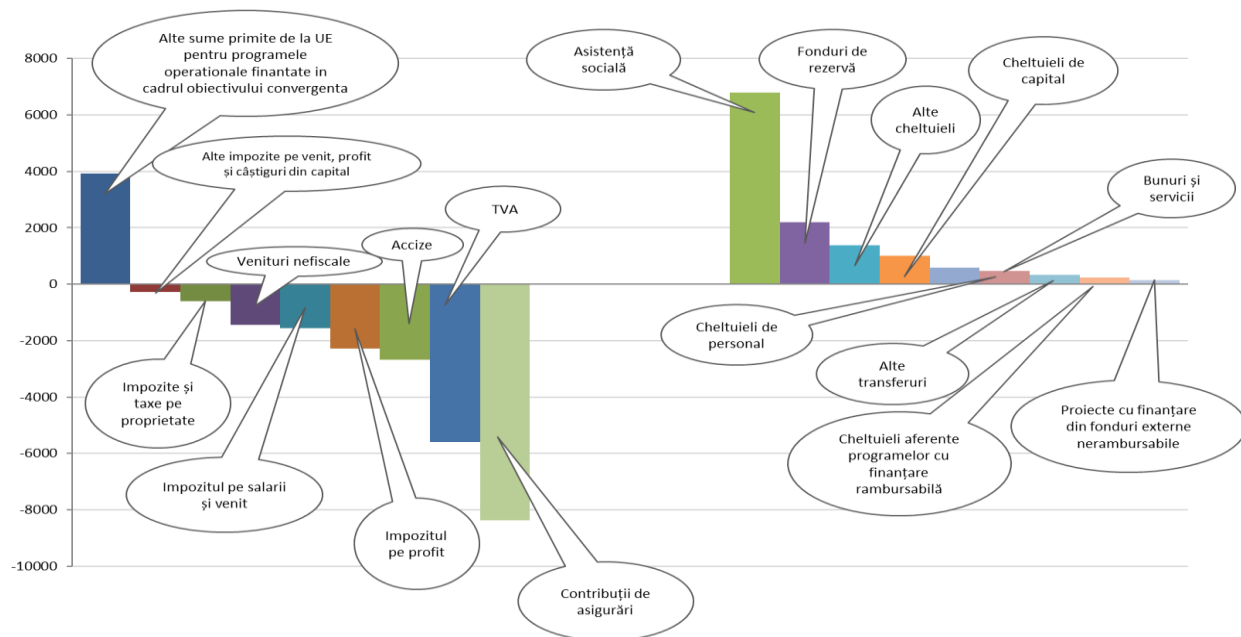 8000
6000
4000
2000
0
-2000
-4000
-6000
-8000
-10000
Alte sume primite de la UE
pentru programele
operationale finantate in
cadrul obiectivului convergenta
Alte impozite pe venit, profit
și câștiguri din capital
Venituri nefiscale
Accize
TVA
Impozite și
taxe pe
proprietate
Impozitul pe salarii
și venit
Impozitul
pe profit
Contribuții de
asigurări
Asistență
socială
Fonduri de
rezervă
Alte
cheltuieli
Cheltuieli de
capital
Bunuri și
servicii
Cheltuieli de
personal
Alte
transferuri
Cheltuieli aferente
programelor cu
finanțare
rambursabilă
Proiecte cu finanțare
din fonduri externe
nerambursabile